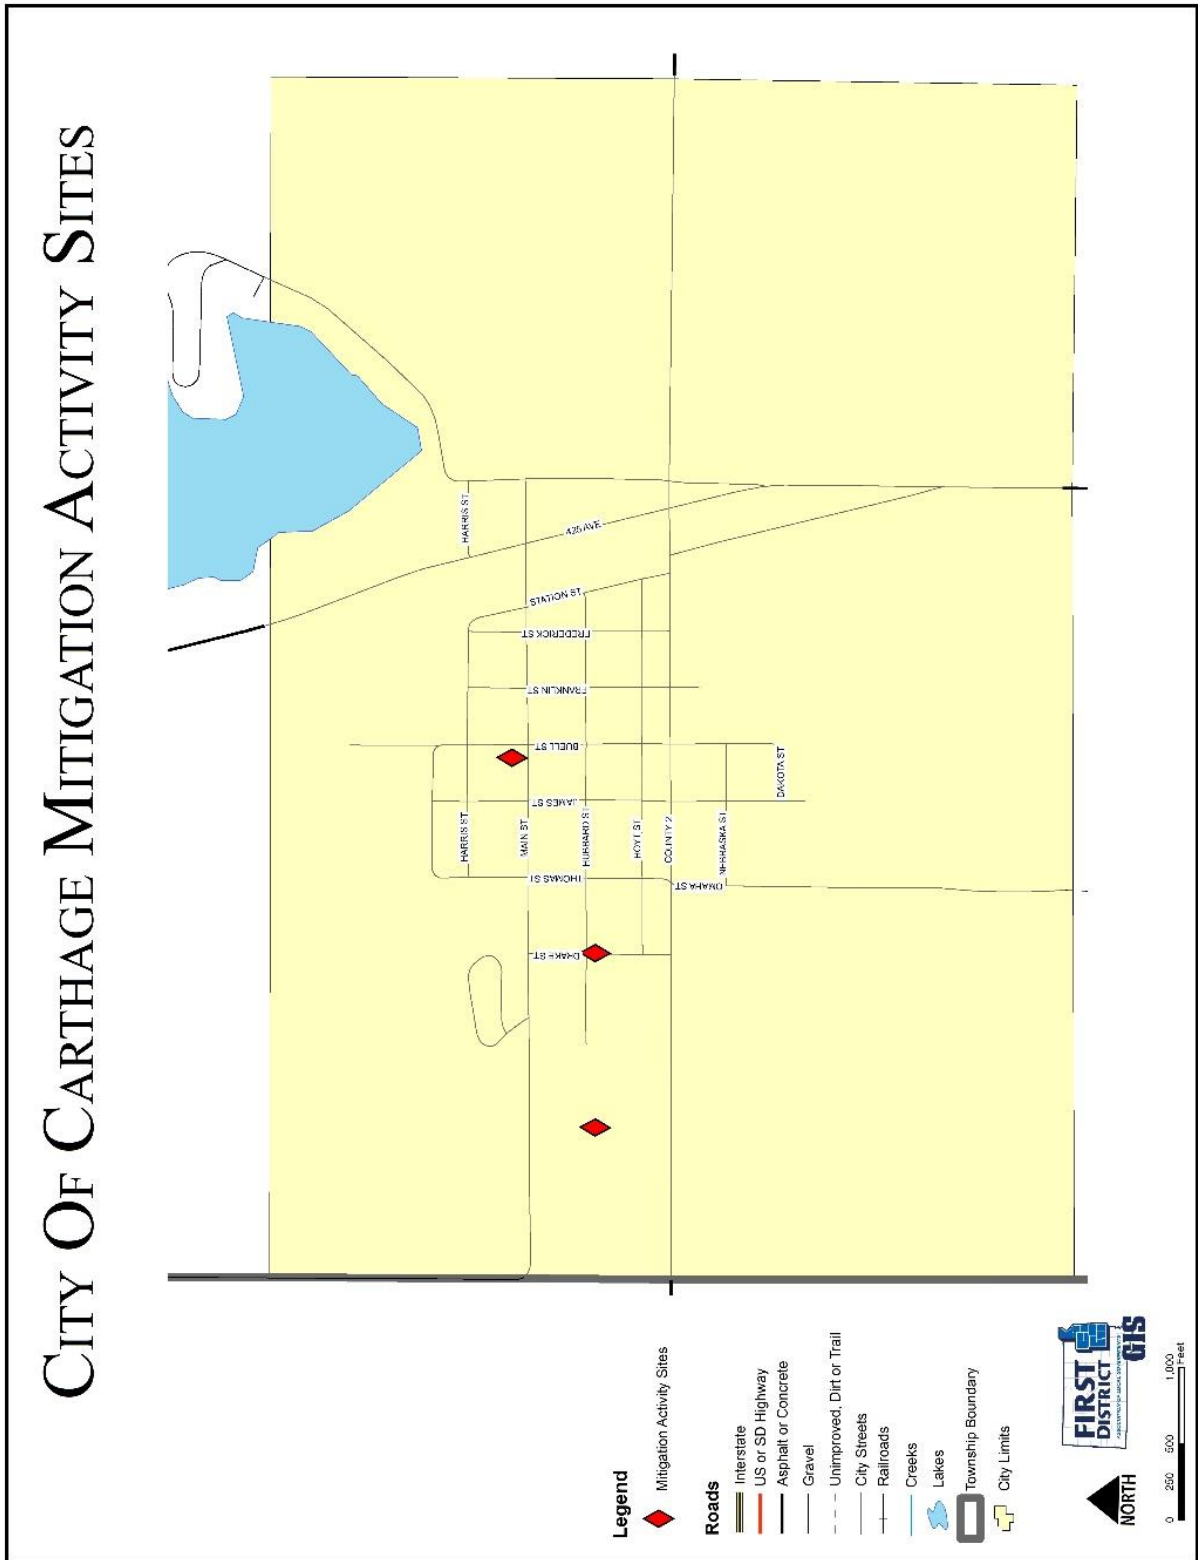 CITY OF CARTHAGE MITIGATION ACTIVITY SITES
HARRIS ST
425 AVE
STATION ST
FREDERICK ST
FRANKLIN ST
BUELL ST
JAMES ST
DAKOTA ST
HARRIS ST
MAIN ST
HUBBARD ST
HOYT ST
COUNTY 2
NEBRASKA ST
THOMAS ST
OMAHA ST
DRAKE ST
Legend
Mitigation Activity Sites
Roads
Interstate
US or SD Highway
Asphalt or Concrete
Gravel
Unimproved, Dirt or Trail
City Streets
Railroads
Creeks
Lakes
Township Boundary
City Limits
NORTH
FIRST
DISTRICT
GIS
0 250 500 1,000
Feet